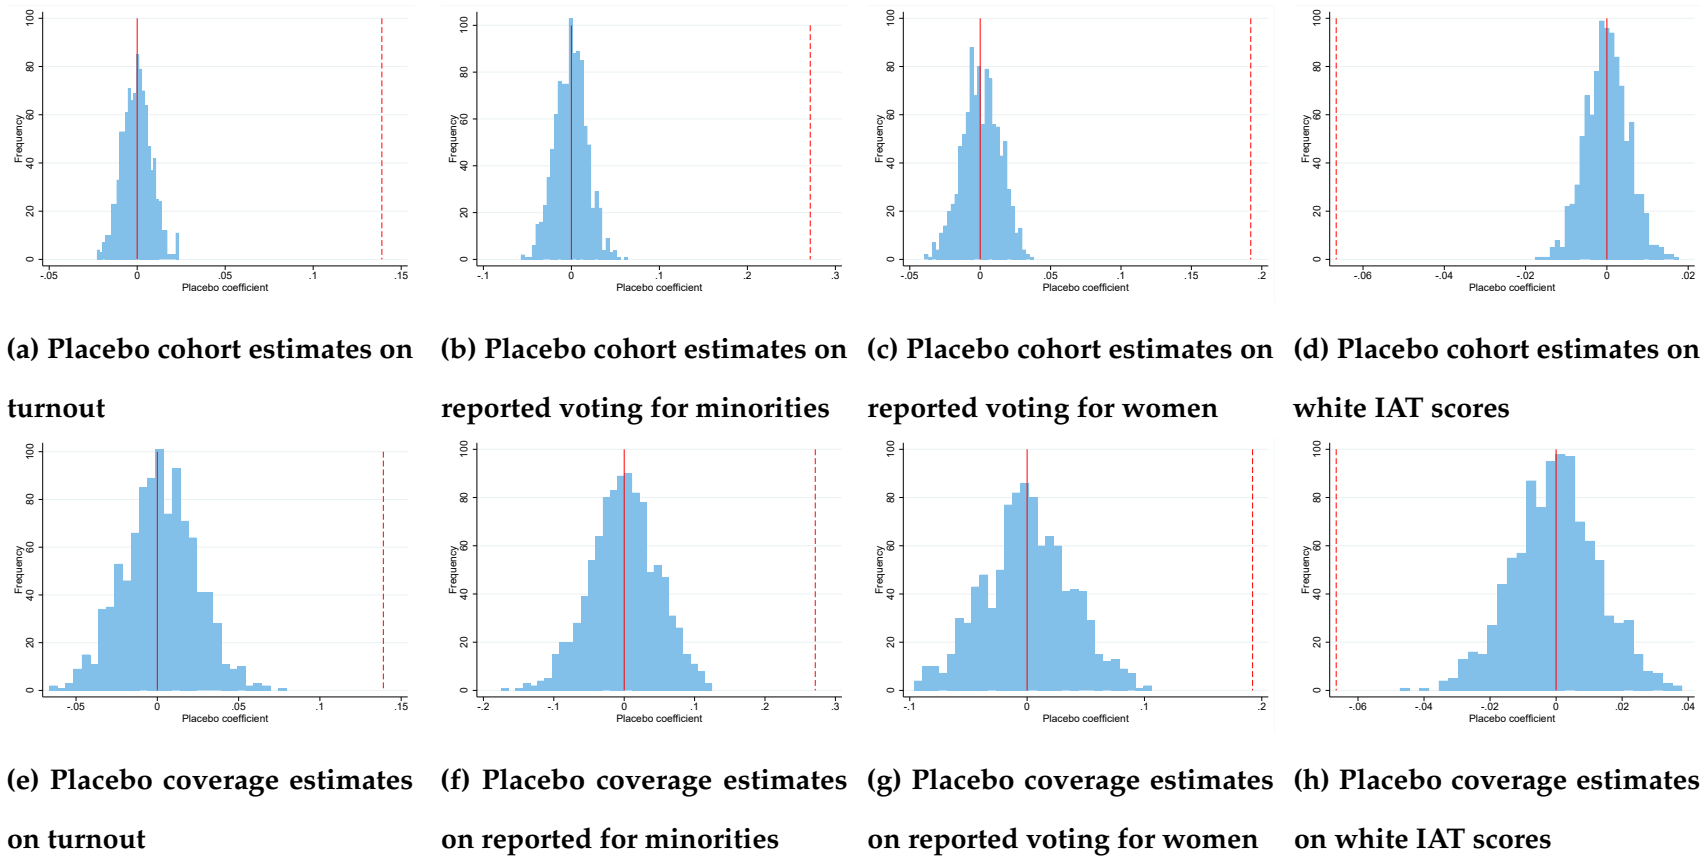 Frequency
0 20 40 60 80 100
-.05 0 .05 .1 .15
Placebo coefficient
Frequency
0 20 40 60 80 100
-.1 0 .1 .2 .3
Placebo coefficient
Frequency
0 20 40 60 80 100
-.05 0 .05 .1 .15 .2
Placebo coefficient
Frequency
0 20 40 60 80 100
-.06 -.04 -.02 0 .02
Placebo coefficient
(a) Placebo cohort estimates on
turnout
(b) Placebo cohort estimates on
reported voting for minorities
(c) Placebo cohort estimates on
reported voting for women
(d) Placebo cohort estimates on
white IAT scores
Frequency
0 20 40 60 80 100
-.05 0 .05 .1 .15
Placebo coefficient
Frequency
0 20 40 60 80 100
-.2 -.1 0 .1 .2 .3
Placebo coefficient
Frequency
0 20 40 60 80 100
-.1 0 .1 .2
Placebo coefficient
Frequency
0 20 40 60 80 100
-.06 -.04 -.02 0 .02 .04
Placebo coefficient
(e) Placebo coverage estimates
on turnout
(f) Placebo coverage estimates
on reported for minorities
(g) Placebo coverage estimates
on reported voting for women
(h) Placebo coverage estimates
on white IAT scores